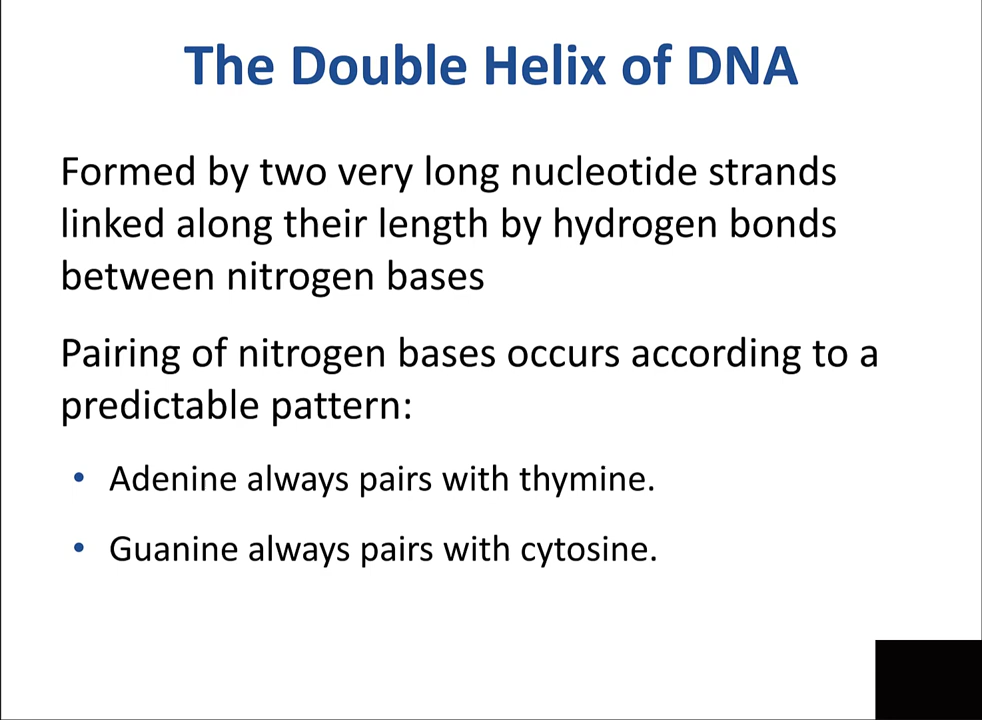 The Double Helix of DNA
Formed by two very long nucleotide strands
linked along their length by hydrogen bonds
between nitrogen bases
Pairing of nitrogen bases occurs according to a
predictable pattern:
• Adenine always pairs with thymine.
• Guanine always pairs with cytosine.